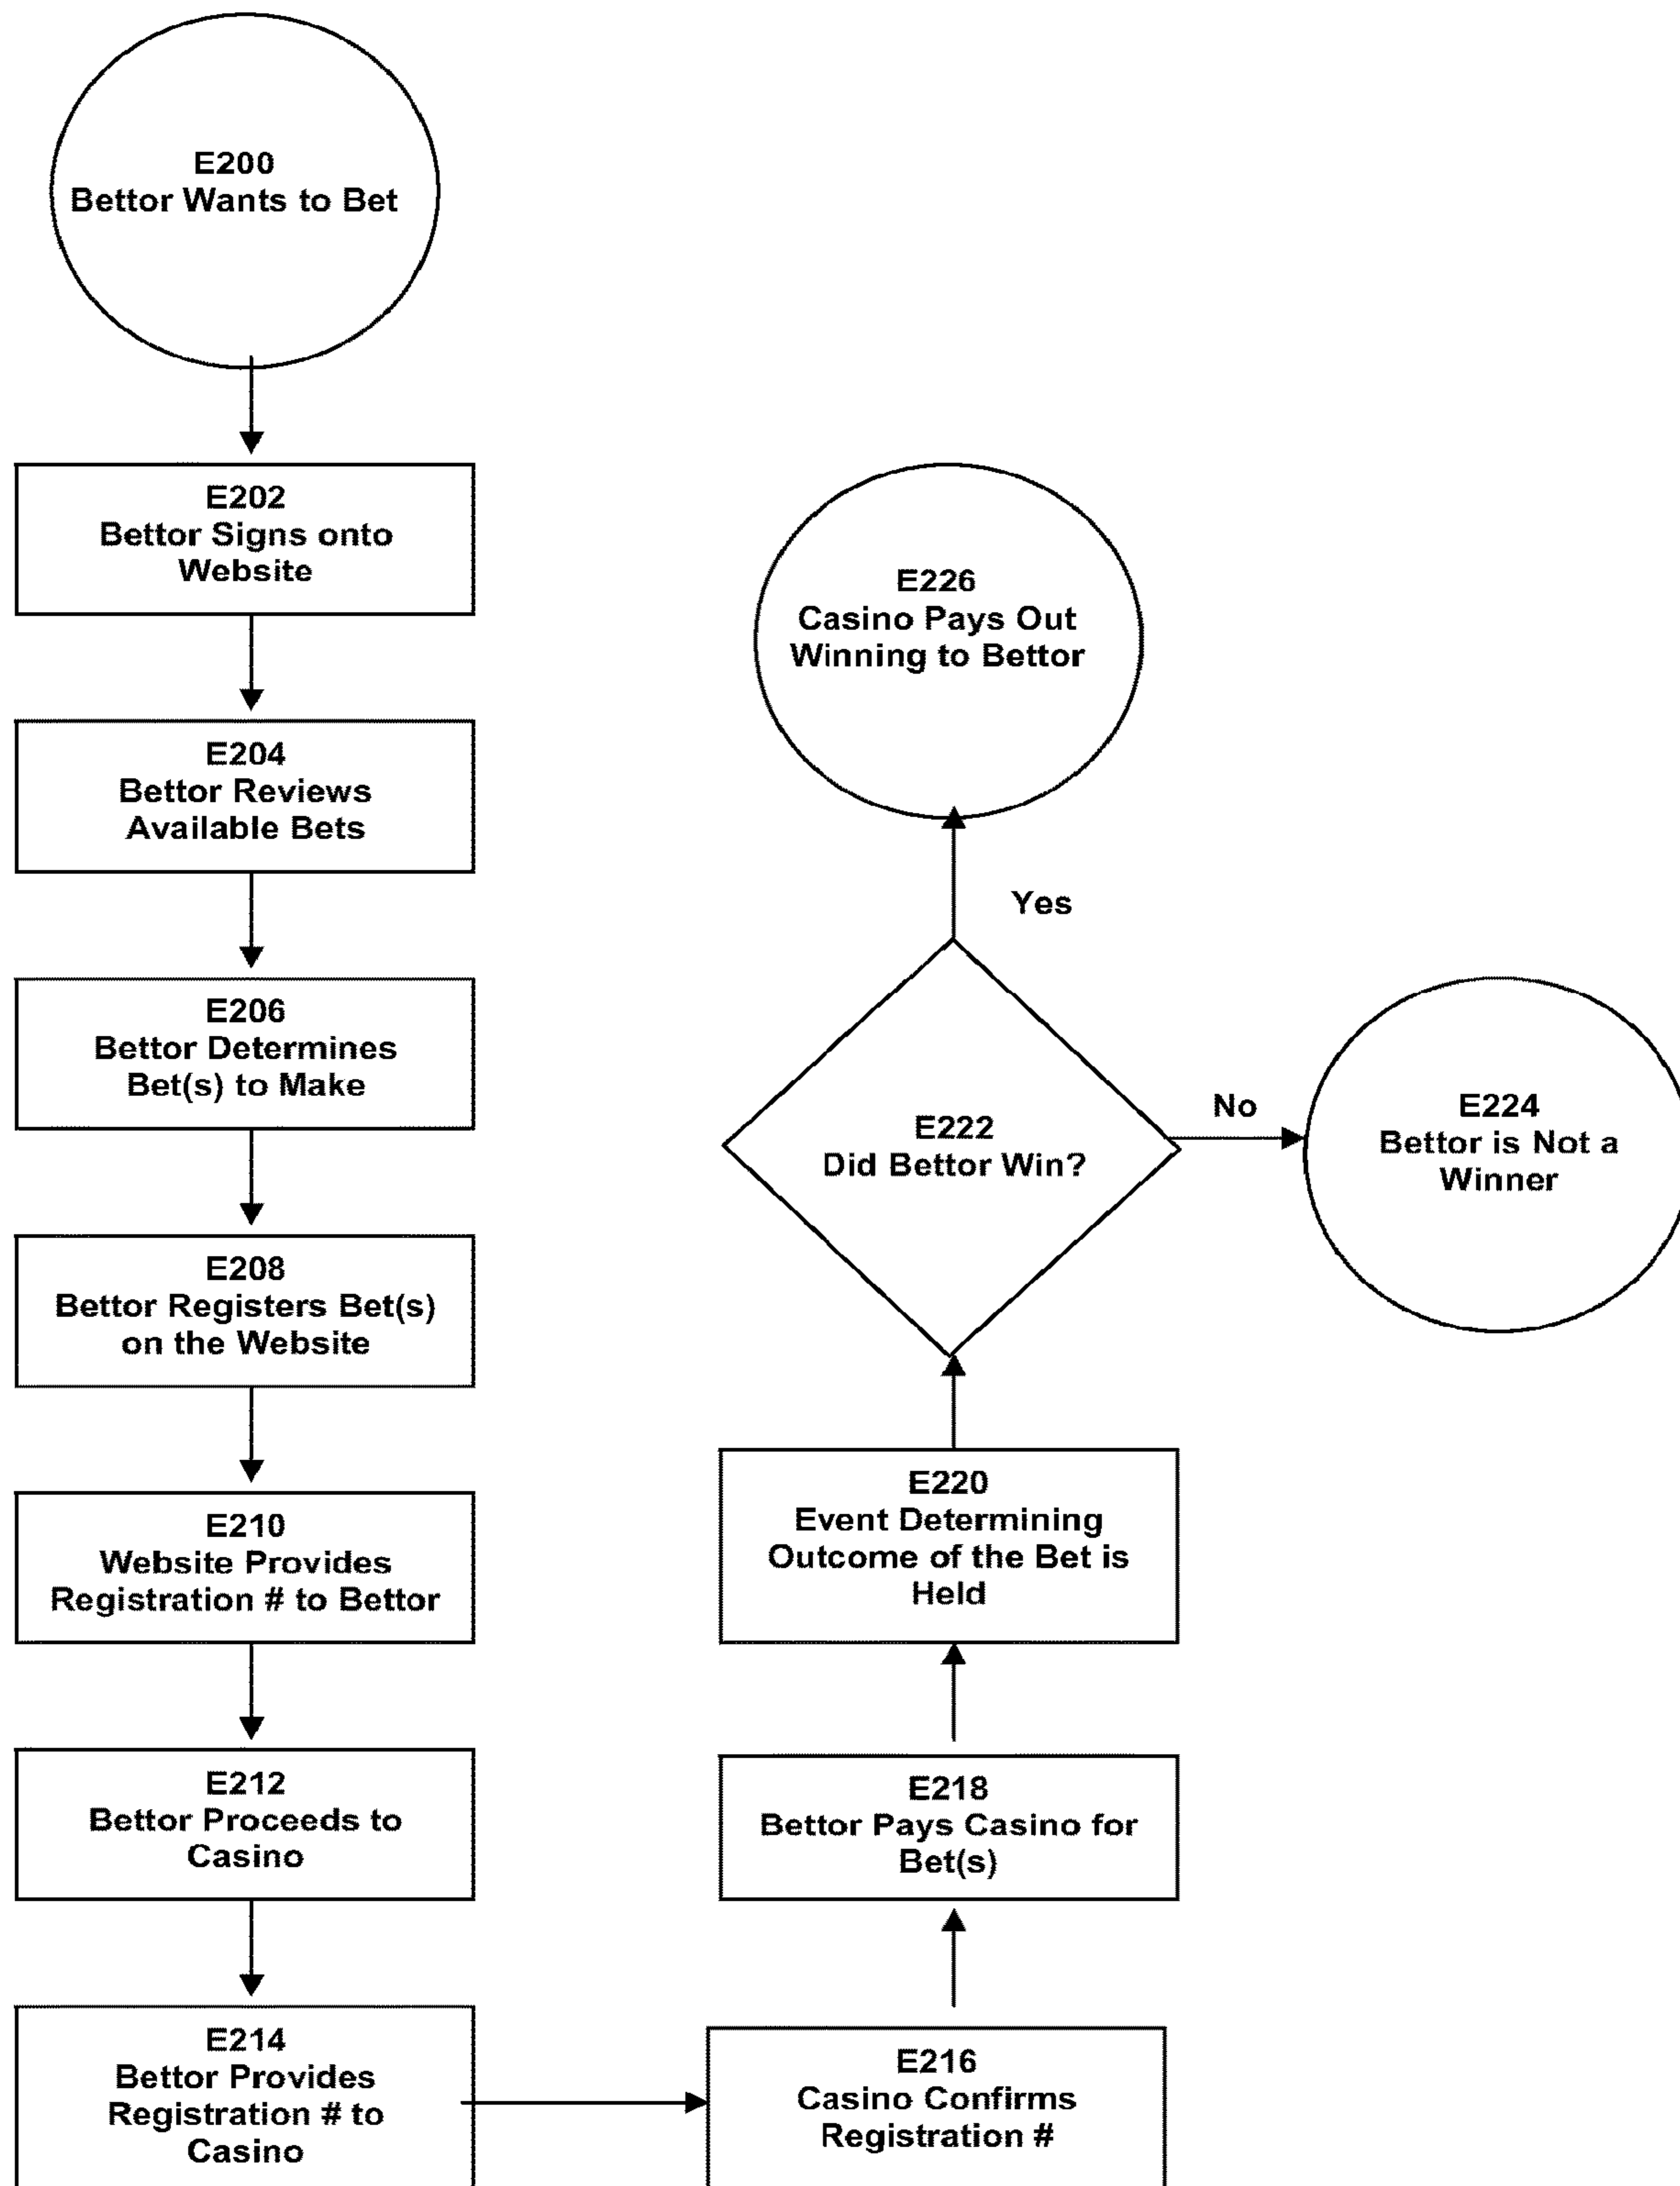 E200
Bettor Wants to Bet
E202
Bettor Signs onto
Website
E204
Bettor Reviews
Available Bets
E206
Bettor Determines
Bet(s) to Make
E208
Bettor Registers Bet(s)
on the Website
E210
Website Provides
Registration # to Bettor
E212
Bettor Proceeds to
Casino
E214
Bettor Provides
Registration # to
Casino
E216
Casino Confirms
Registration #
E218
Bettor Pays Casino for
Bet(s)
E220
Event Determining
Outcome of the Bet is
Held
E222
Did Bettor Win?
No
E224
Bettor is Not a
Winner
Yes
E226
Casino Pays Out
Winning to Bettor